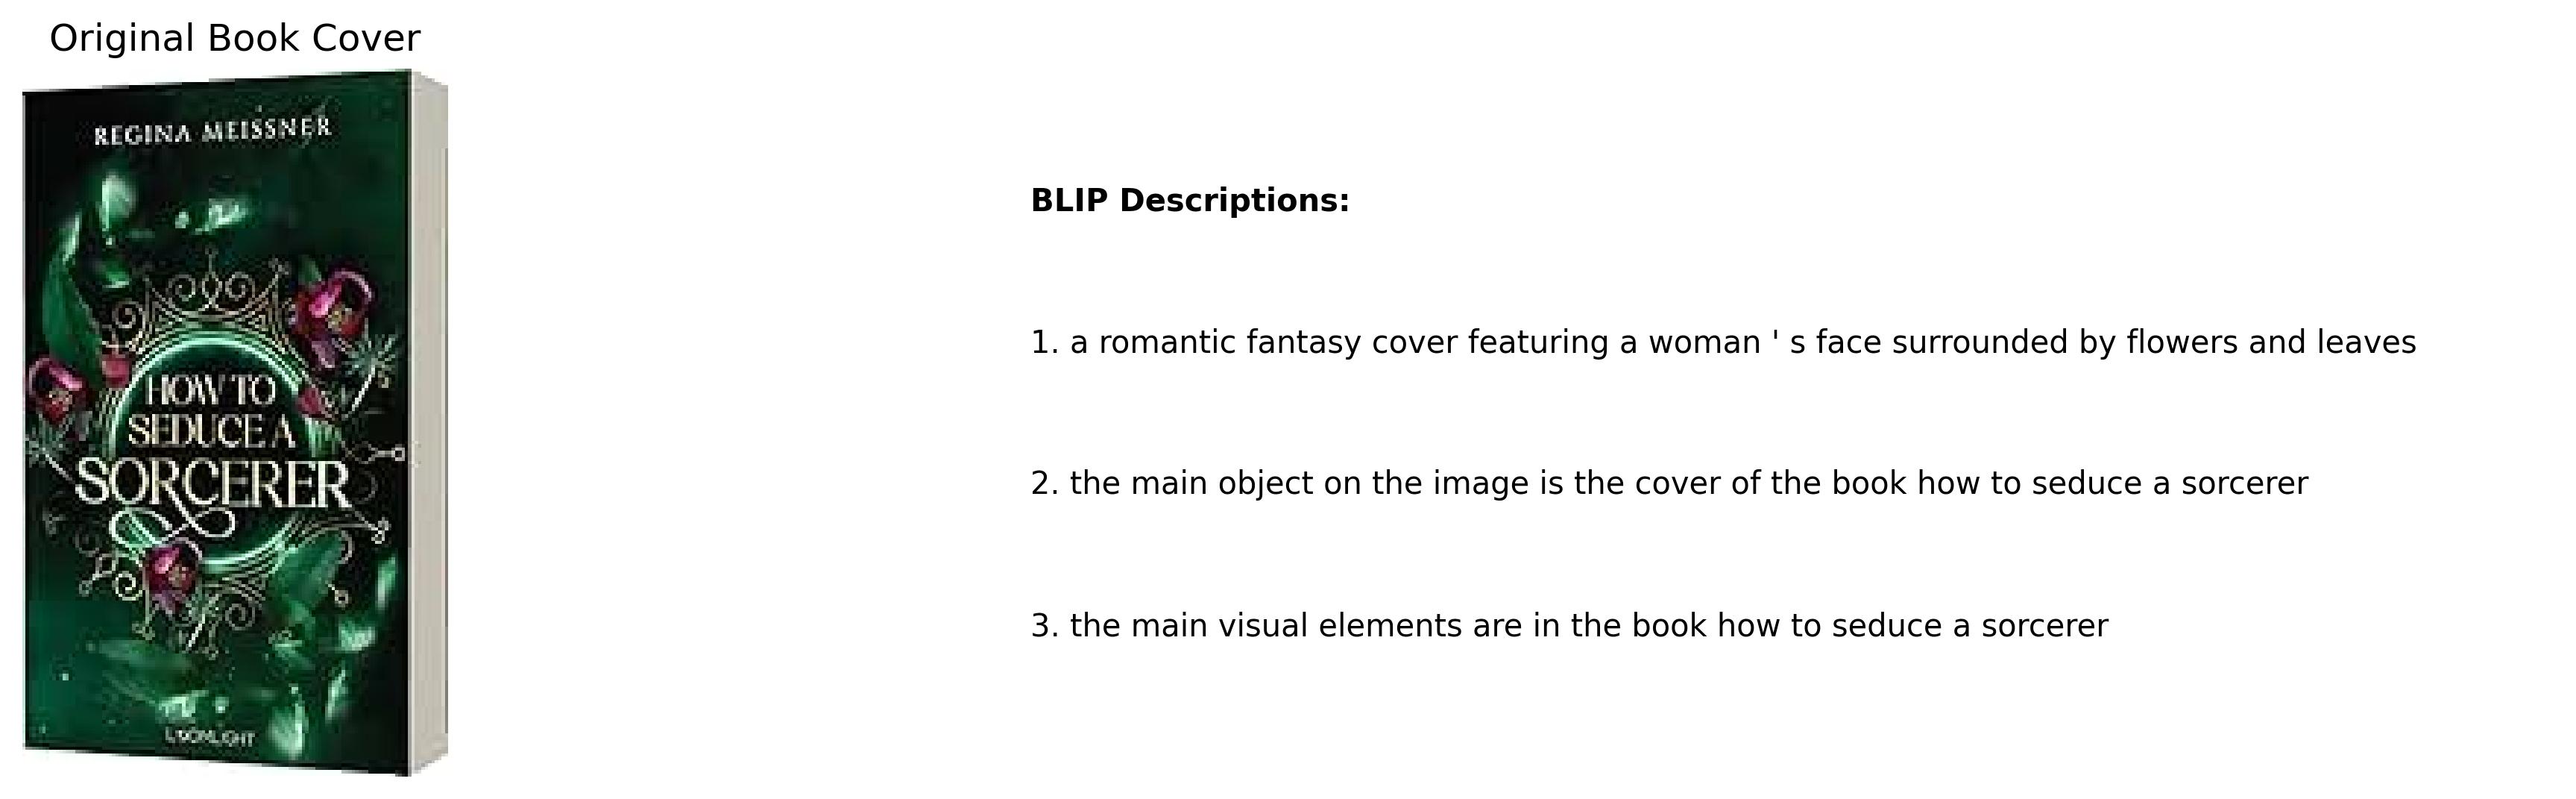 Original Book Cover
REGINA MEISSNER
HOW TO
SEDUCE A
SORCERER
LOOMLIGHT
BLIP Descriptions:
1. a romantic fantasy cover featuring a woman ' s face surrounded by flowers and leaves
2. the main object on the image is the cover of the book how to seduce a sorcerer
3. the main visual elements are in the book how to seduce a sorcerer